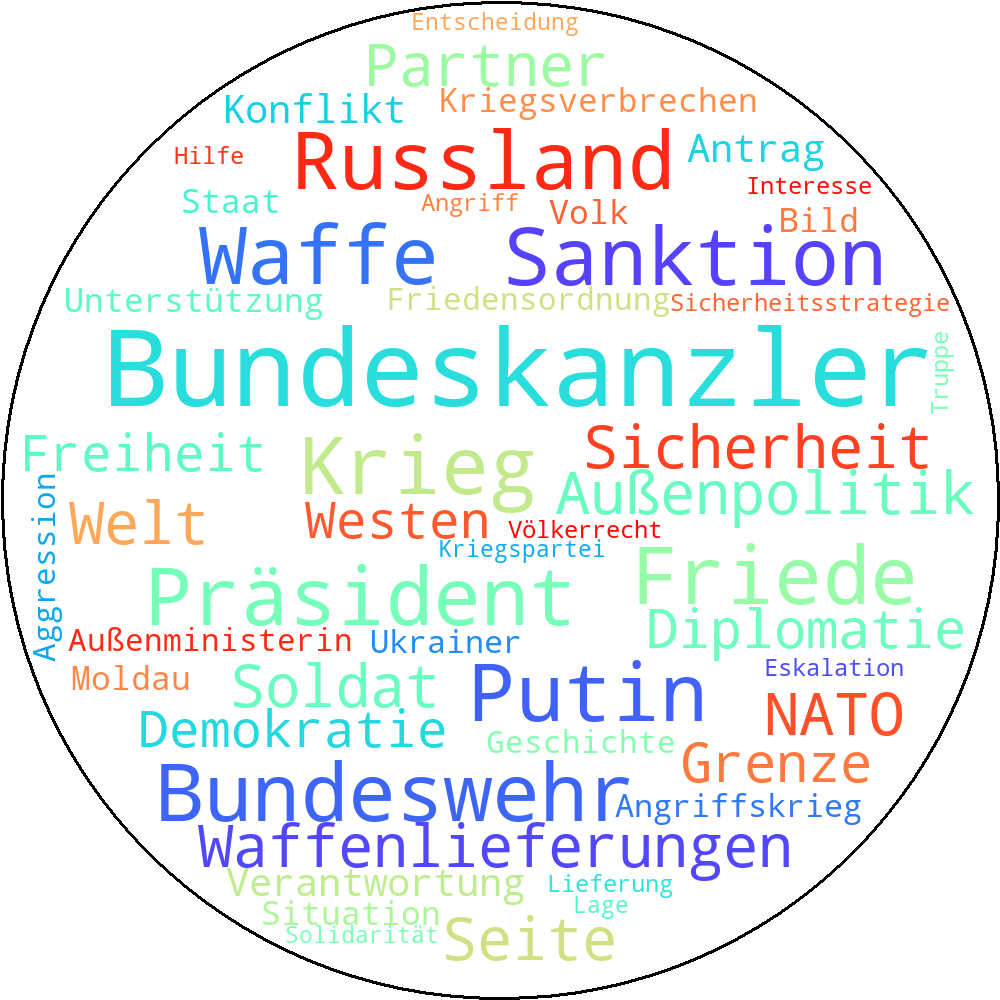 Entscheidung
Partner
Konflikt
Kriegsverbrechen
Russland
Antrag
Hilfe
Interesse
Staat
Angriff
Volk
Bild
Waffe
Sanktion
Unterstützung
Friedensordnung
Sicherheitsstrategie
Bundeskanzler
Truppe
Freiheit
Krieg
Sicherheit
Außenpolitik
Aggression
Welt
Westen
Völkerrecht
Kriegspartei
Präsident
Friede
Diplomatie
Außenministerin
Ukrainer
Moldau
Soldat
Putin
Eskalation
NATO
Demokratie
Geschichte
Grenze
Bundeswehr
Angriffskrieg
Waffenlieferungen
Verantwortung
Lieferung
Situation
Lage
Solidarität
Seite